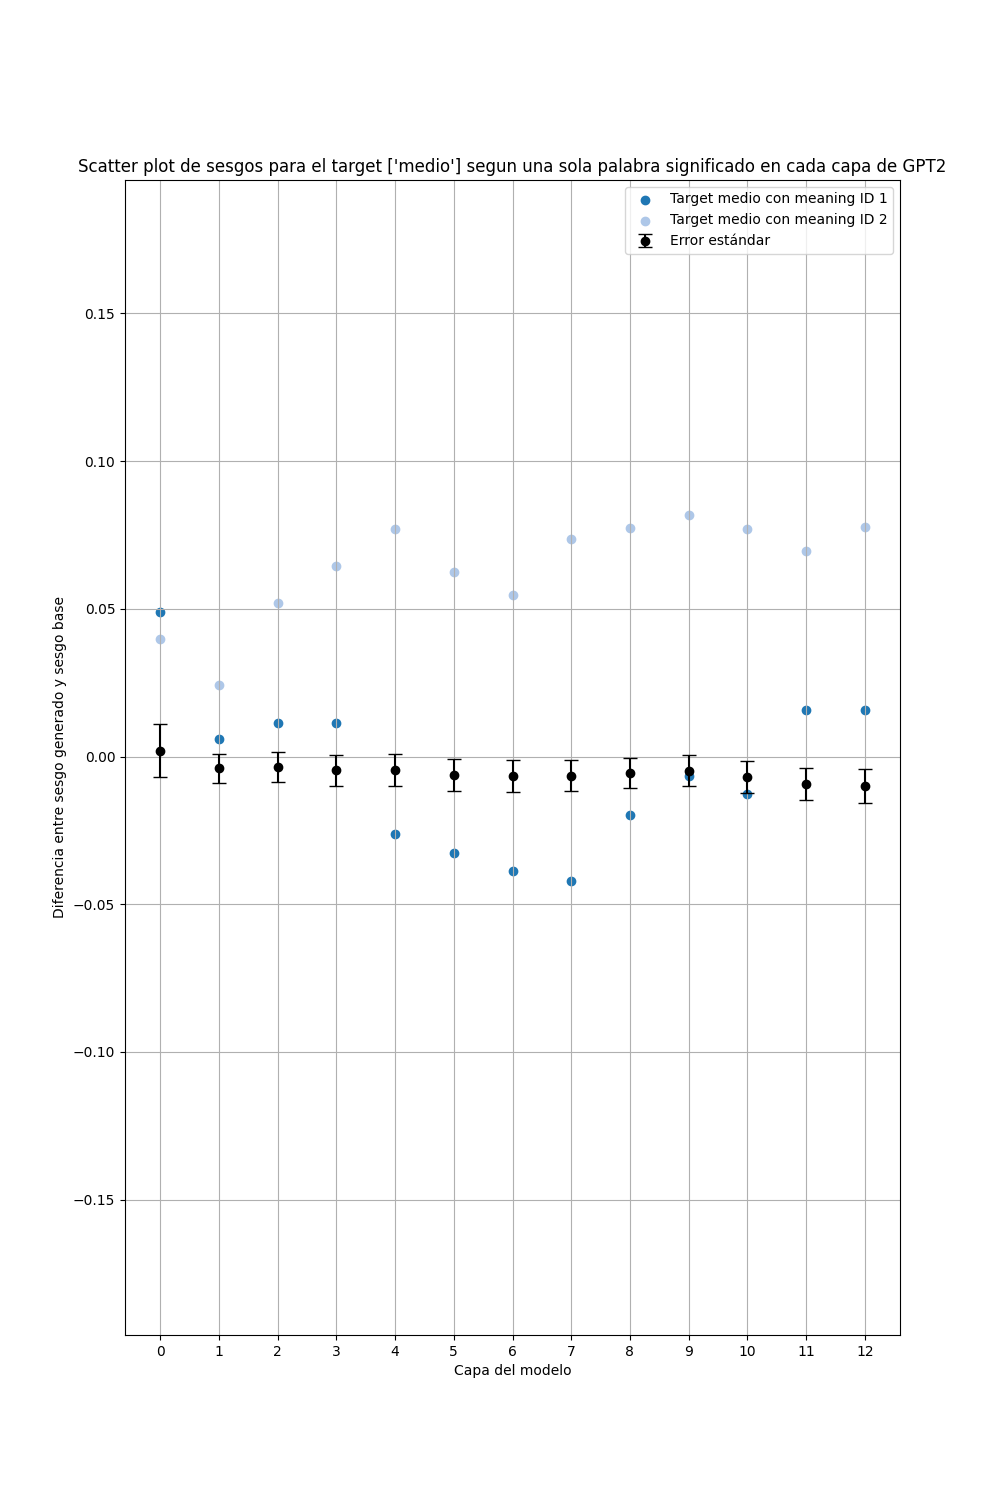 Scatter plot de sesgos para el target ['medio'] segun una sola palabra significado en cada capa de GPT2
Target medio con meaning ID 1
Target medio con meaning ID 2
Error estándar
Diferencia entre sesgo generado y sesgo base
0.15
0.10
0.05
0.00
−0.05
−0.10
−0.15
0 1 2 3 4 5 6 7 8 9 10 11 12
Capa del modelo